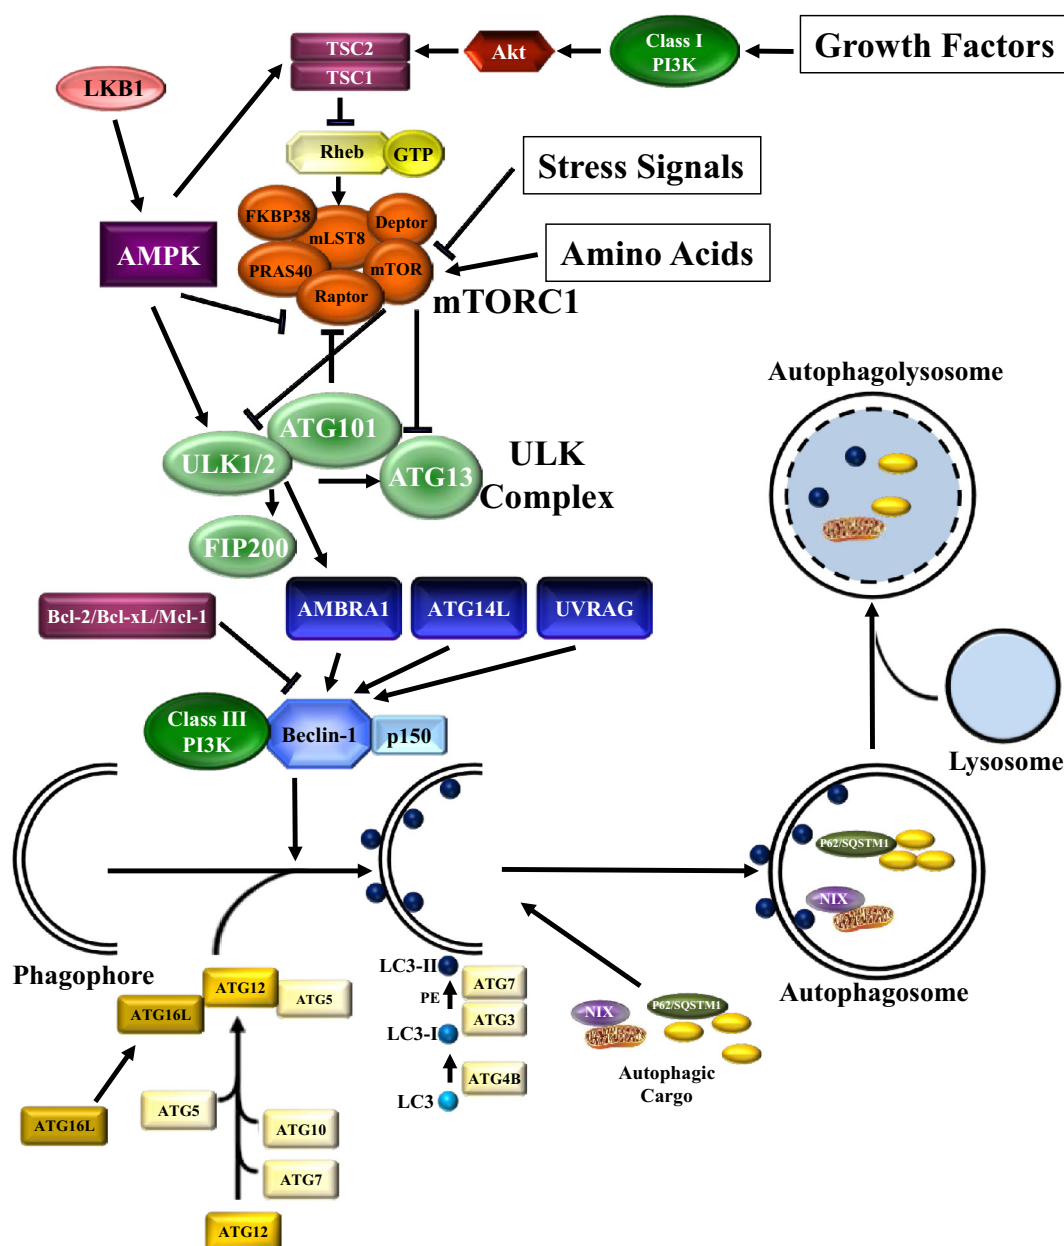 TSC2
TSC1
Akt
Class I
PI3K
Growth Factors
LKB1
Rheb
GTP
Stress Signals
FKBP38
mLST8
Deptor
AMPK
PRAS40
mTOR
Raptor
Amino Acids
mTORC1
Autophagolysosome
ATG101
ULK1/2
ATG13
ULK
Complex
FIP200
Bcl-2/Bcl-xL/Mcl-1
AMBRA1
ATG14L
UVRAG
Class III
PI3K
Beclin-1
p150
Lysosome
P62/SQSTM1
NIX
Phagophore
Autophagosome
ATG16L
ATG12
ATG5
LC3-II
PE
ATG7
ATG3
LC3-I
ATG4B
LC3
NIX
P62/SQSTM1
Autophagic
Cargo
ATG16L
ATG5
ATG10
ATG7
ATG12